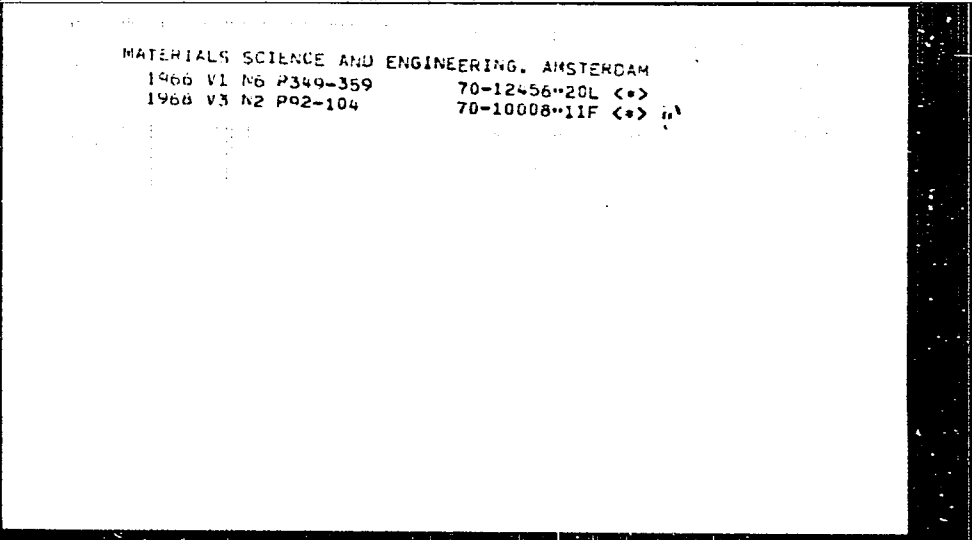 MATERIALS SCIENCE AND ENGINEERING. AMSTERDAM
1966 V1 N6 P349-359 70-12456-20L <*>
1968 V3 N2 P92-104 70-10008-11F <*>